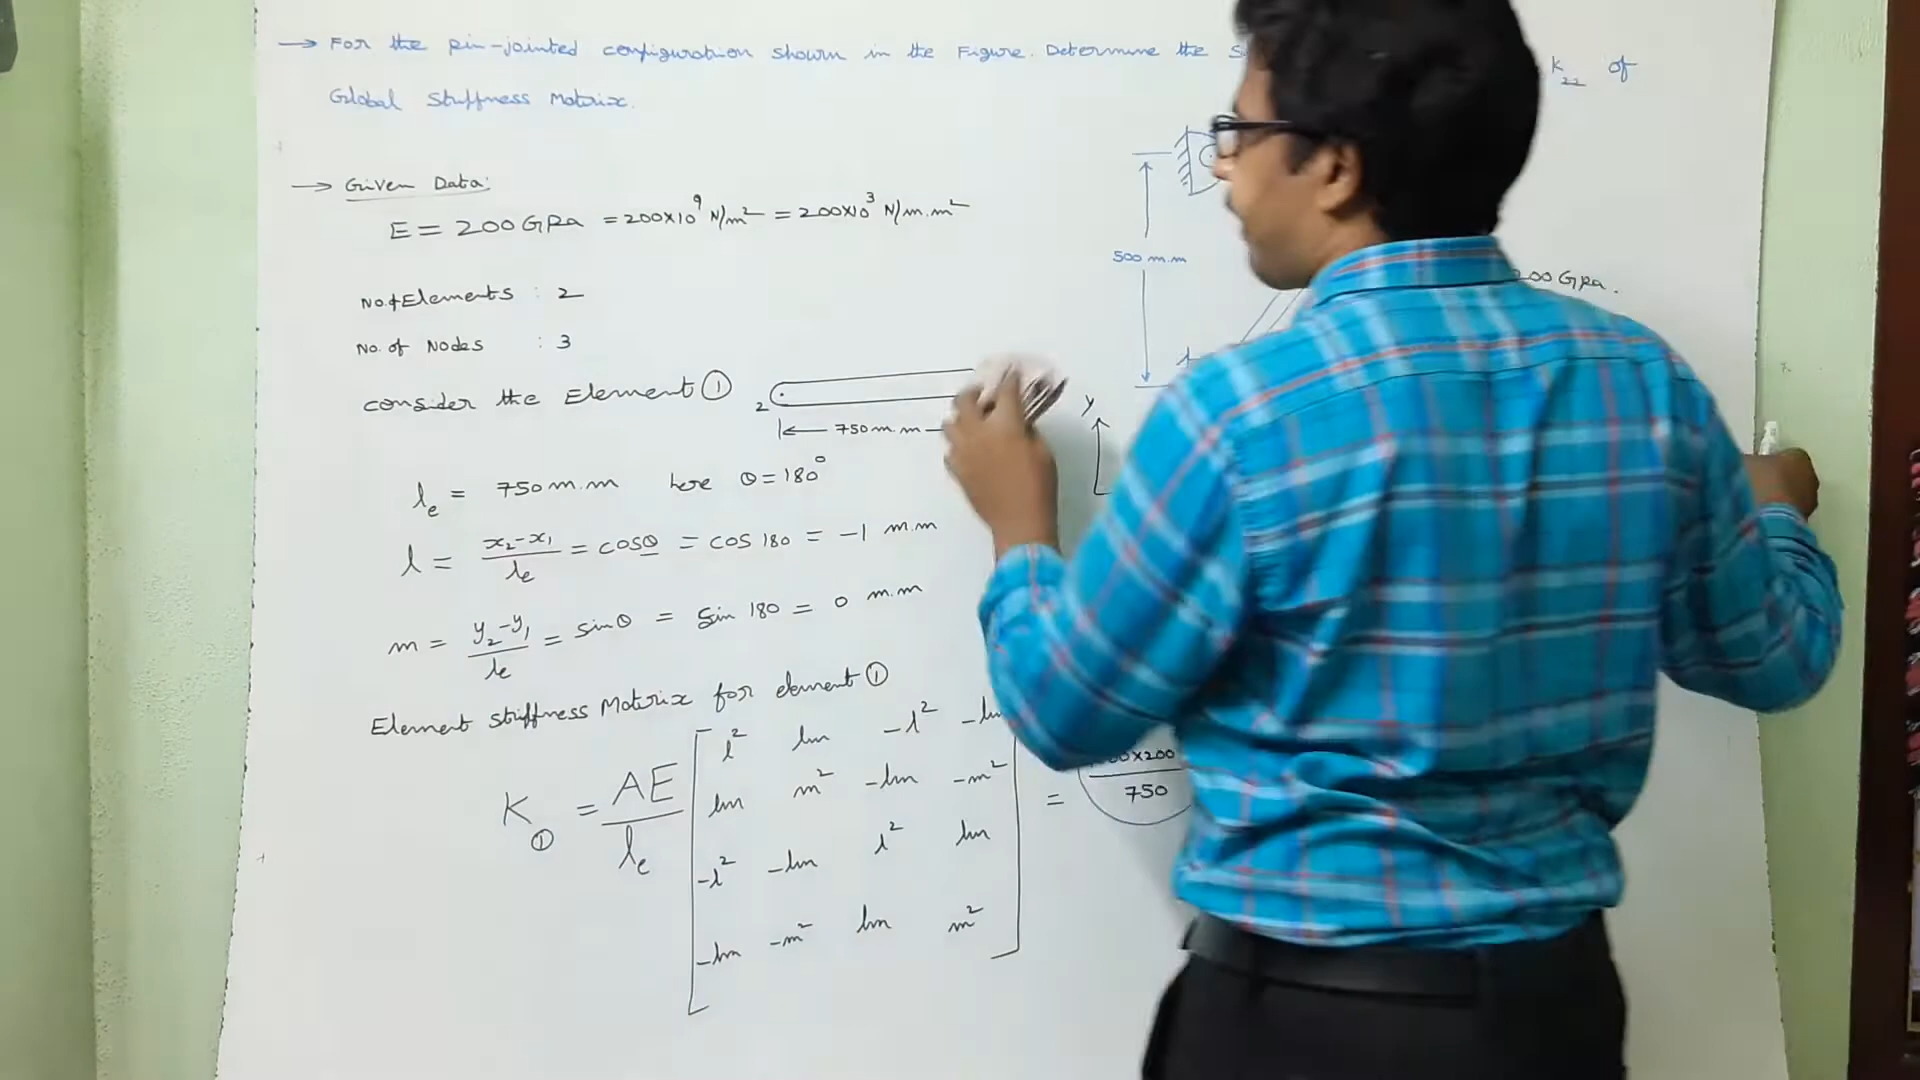 → For the pin-jointed configuration shown in the Figure. Determine the S
K₂₂ of
Global Stiffness Matrix.
→ Given Data:
E = 200 GPa = 200×10⁹ N/m² = 200×10³ N/m.m²
No. of Elements : 2
No. of Nodes : 3
consider the Element ①
2
750 m.m
500 m.m
200 GPa.
y
lₑ = 750 m.m here θ = 180°
l = (x₂-x₁)/lₑ = cosθ = cos 180 = -1 m.m
m = (y₂-y₁)/lₑ = sinθ = sin 180 = 0 m.m
Element stiffness Matrix for element ①
K① = AE/lₑ
l² lm -l² -lm
lm m² -lm -m²
-l² -lm l² lm
-lm -m² lm m²
=
00×200
750